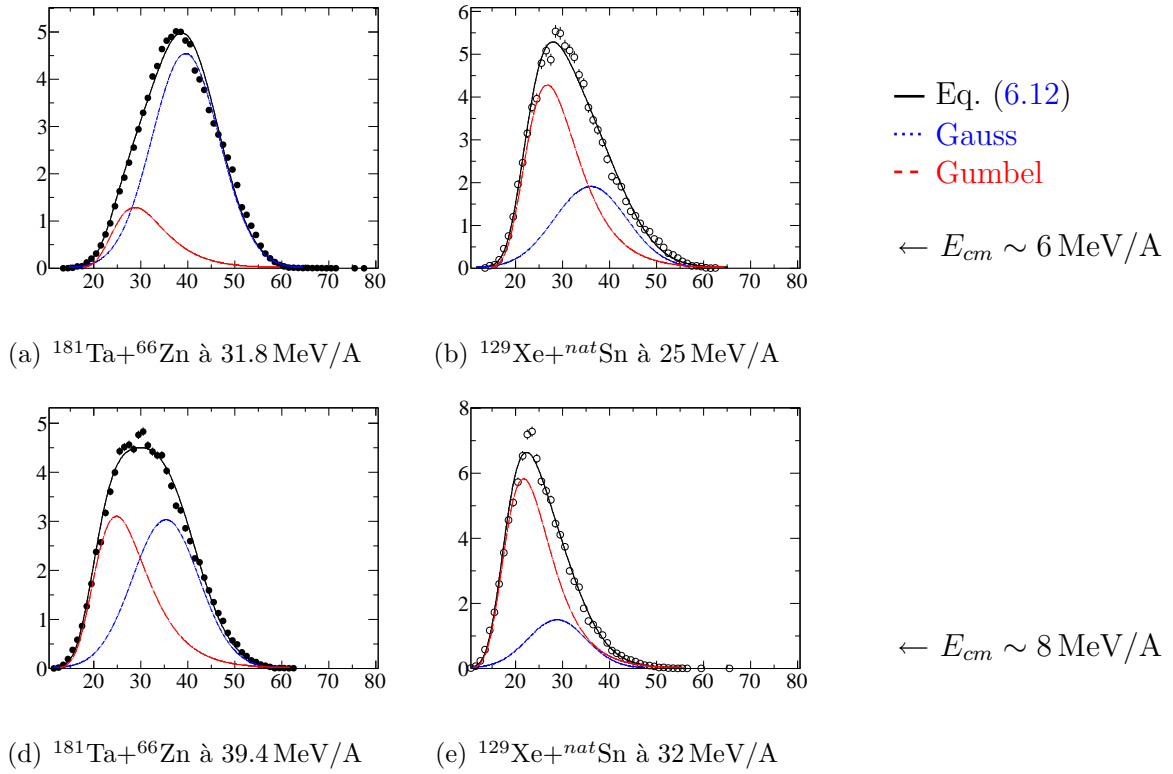 5
4
3
2
1
0
20 30 40 50 60 70 80
6
5
4
3
2
1
0
20 30 40 50 60 70 80
Eq. (6.12)
Gauss
Gumbel
← E_cm ∼ 6 MeV/A
(a) ¹⁸¹Ta+⁶⁶Zn à 31.8 MeV/A
(b) ¹²⁹Xe+ⁿᵃᵗSn à 25 MeV/A
5
4
3
2
1
0
20 30 40 50 60 70 80
8
6
4
2
0
20 30 40 50 60 70 80
← E_cm ∼ 8 MeV/A
(d) ¹⁸¹Ta+⁶⁶Zn à 39.4 MeV/A
(e) ¹²⁹Xe+ⁿᵃᵗSn à 32 MeV/A